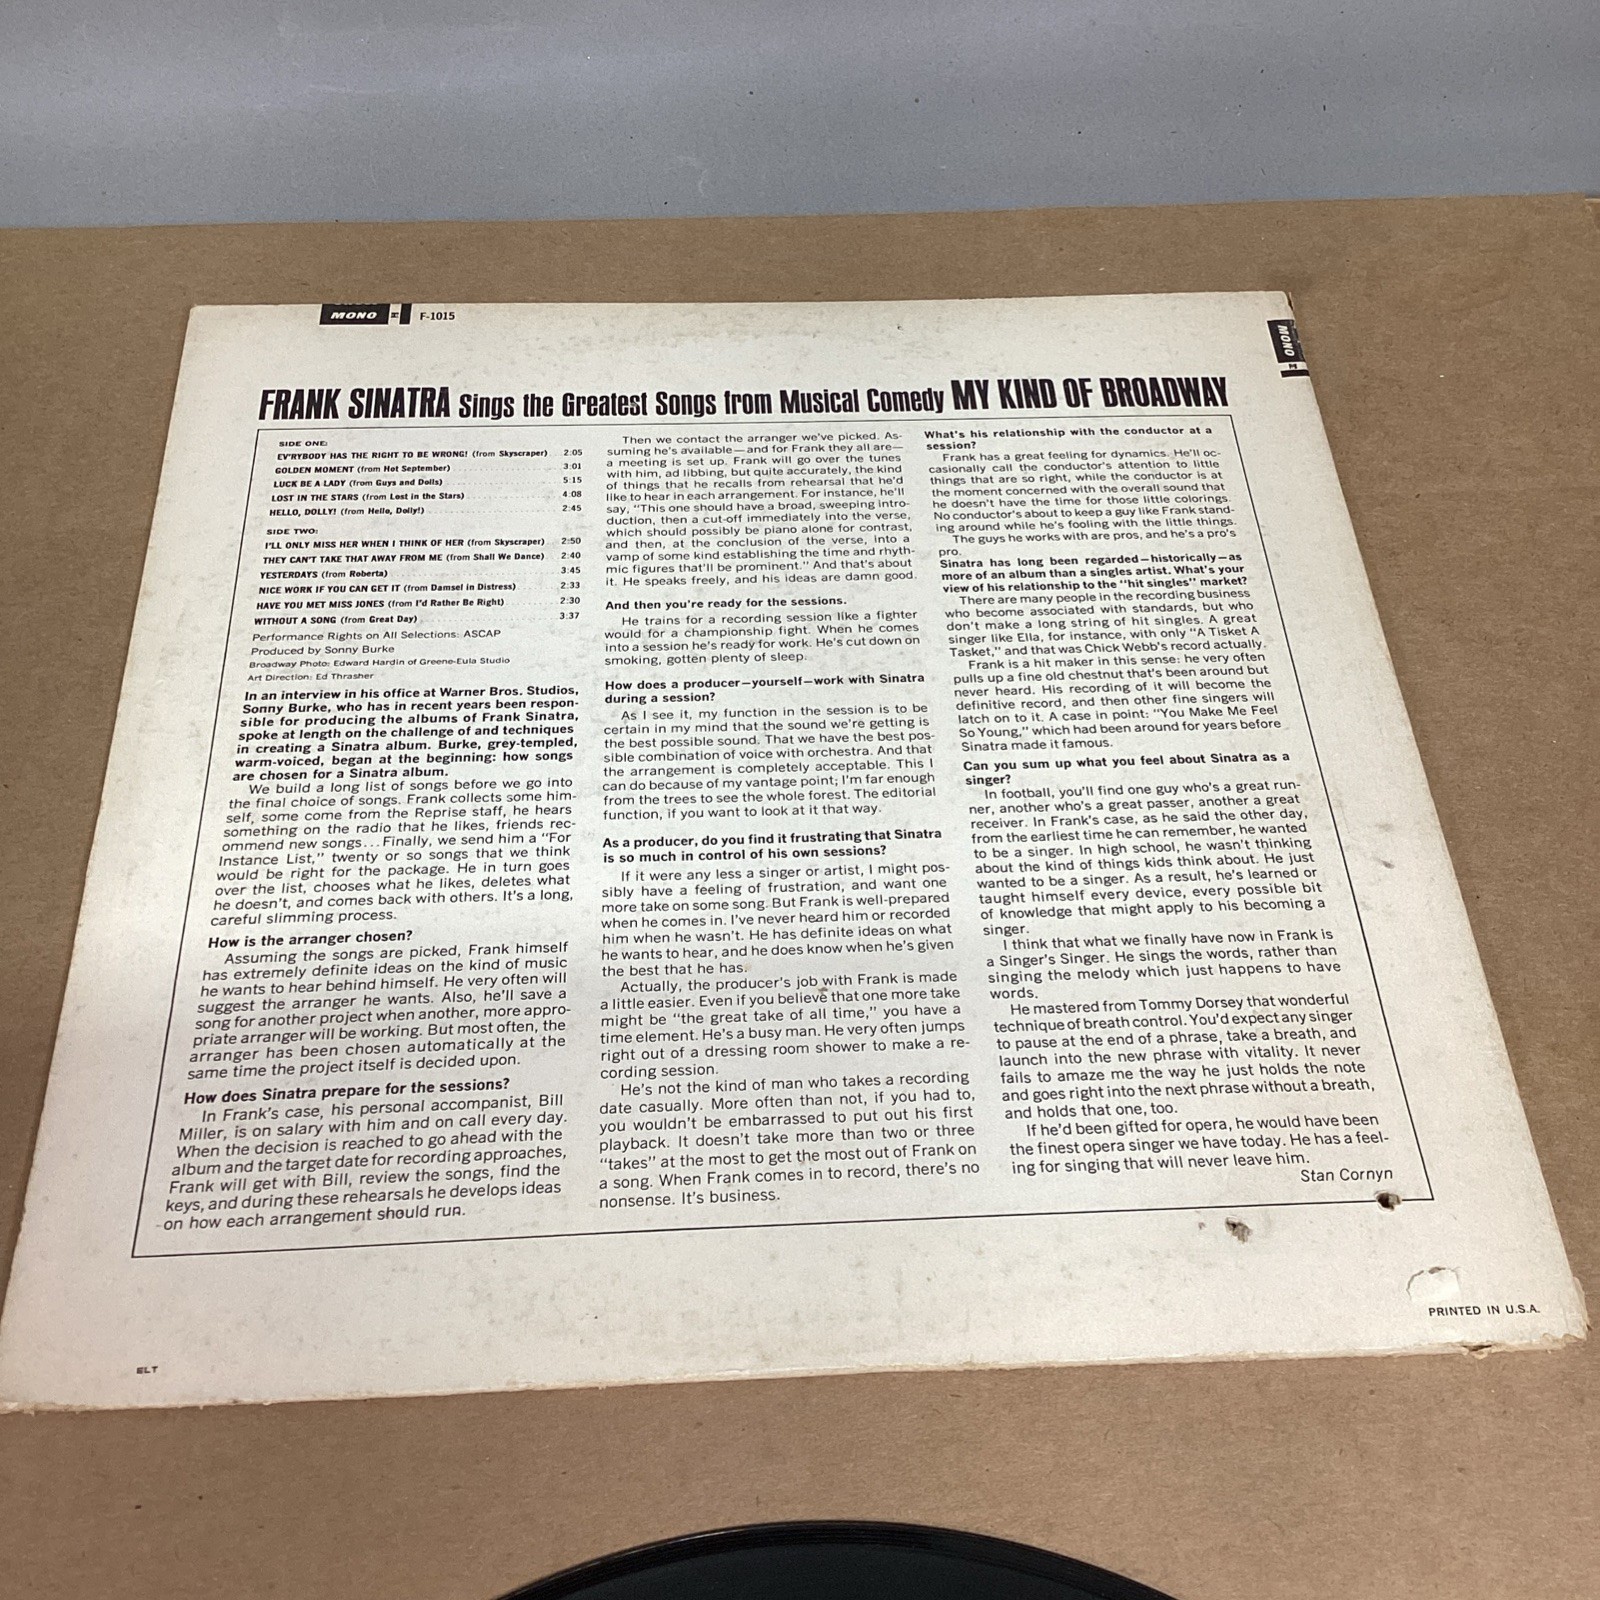 MONO
F-1015
MONO
FRANK SINATRA Sings the Greatest Songs from Musical Comedy MY KIND OF BROADWAY
SIDE ONE:
EV'RYBODY HAS THE RIGHT TO BE WRONG! (from Skyscraper) 2:05
GOLDEN MOMENT (from Hot September) 3:01
LUCK BE A LADY (from Guys and Dolls) 5:15
LOST IN THE STARS (from Lost in the Stars) 4:08
HELLO, DOLLY! (from Hello, Dolly!) 2:45
SIDE TWO:
I'LL ONLY MISS HER WHEN I THINK OF HER (from Skyscraper) 2:50
THEY CAN'T TAKE THAT AWAY FROM ME (from Shall We Dance) 2:40
YESTERDAYS (from Roberta) 3:45
NICE WORK IF YOU CAN GET IT (from Damsel in Distress) 2:33
HAVE YOU MET MISS JONES (from I'd Rather Be Right) 2:30
WITHOUT A SONG (from Great Day) 3:37
Performance Rights on All Selections: ASCAP
Produced by Sonny Burke
Broadway Photo: Edward Hardin of Greene-Eula Studio
Art Direction: Ed Thrasher
In an interview in his office at Warner Bros. Studios,
Sonny Burke, who has in recent years been respon-
sible for producing the albums of Frank Sinatra,
spoke at length on the challenge of and techniques
in creating a Sinatra album. Burke, grey-templed,
warm-voiced, began at the beginning: how songs
are chosen for a Sinatra album.
We build a long list of songs before we go into
the final choice of songs. Frank collects some him-
self, some come from the Reprise staff, he hears
something on the radio that he likes, friends rec-
ommend new songs...Finally, we send him a "For
Instance List," twenty or so songs that we think
would be right for the package. He in turn goes
over the list, chooses what he likes, deletes what
he doesn't, and comes back with others. It's a long,
careful slimming process.
How is the arranger chosen?
Assuming the songs are picked, Frank himself
has extremely definite ideas on the kind of music
he wants to hear behind himself. He very often will
suggest the arranger he wants. Also, he'll save a
song for another project when another, more appro-
priate arranger will be working. But most often, the
arranger has been chosen automatically at the
same time the project itself is decided upon.
How does Sinatra prepare for the sessions?
In Frank's case, his personal accompanist, Bill
Miller, is on salary with him and on call every day.
When the decision is reached to go ahead with the
album and the target date for recording approaches,
Frank will get with Bill, review the songs, find the
keys, and during these rehearsals he develops ideas
on how each arrangement should run.
Then we contact the arranger we've picked. As-
suming he's available—and for Frank they all are—
a meeting is set up. Frank will go over the tunes
with him, ad libbing, but quite accurately, the kind
of things that he recalls from rehearsal that he'd
like to hear in each arrangement. For instance, he'll
say, "This one should have a broad, sweeping intro-
duction, then a cut-off immediately into the verse,
which should possibly be piano alone for contrast,
and then, at the conclusion of the verse, into a
vamp of some kind establishing the time and rhyth-
mic figures that'll be prominent." And that's about
it. He speaks freely, and his ideas are damn good.
And then you're ready for the sessions.
He trains for a recording session like a fighter
would for a championship fight. When he comes
into a session he's ready for work. He's cut down on
smoking, gotten plenty of sleep.
How does a producer—yourself—work with Sinatra
during a session?
As I see it, my function in the session is to be
certain in my mind that the sound we're getting is
the best possible sound. That we have the best pos-
sible combination of voice with orchestra. And that
the arrangement is completely acceptable. This I
can do because of my vantage point; I'm far enough
from the trees to see the whole forest. The editorial
function, if you want to look at it that way.
As a producer, do you find it frustrating that Sinatra
is so much in control of his own sessions?
If it were any less a singer or artist, I might pos-
sibly have a feeling of frustration, and want one
more take on some song. But Frank is well-prepared
when he comes in. I've never heard him or recorded
him when he wasn't. He has definite ideas on what
he wants to hear, and he does know when he's given
the best that he has.
Actually, the producer's job with Frank is made
a little easier. Even if you believe that one more take
might be "the great take of all time," you have a
time element. He's a busy man. He very often jumps
right out of a dressing room shower to make a re-
cording session.
He's not the kind of man who takes a recording
date casually. More often than not, if you had to,
you wouldn't be embarrassed to put out his first
playback. It doesn't take more than two or three
"takes" at the most to get the most out of Frank on
a song. When Frank comes in to record, there's no
nonsense. It's business.
What's his relationship with the conductor at a
session?
Frank has a great feeling for dynamics. He'll oc-
casionally call the conductor's attention to little
things that are so right, while the conductor is at
the moment concerned with the overall sound that
he doesn't have the time for those little colorings.
No conductor's about to keep a guy like Frank stand-
ing around while he's fooling with the little things.
The guys he works with are pros, and he's a pro's
pro.
Sinatra has long been regarded—historically—as
more of an album than a singles artist. What's your
view of his relationship to the "hit singles" market?
There are many people in the recording business
who become associated with standards, but who
don't make a long string of hit singles. A great
singer like Ella, for instance, with only "A Tisket A
Tasket," and that was Chick Webb's record actually.
Frank is a hit maker in this sense: he very often
pulls up a fine old chestnut that's been around but
never heard. His recording of it will become the
definitive record, and then other fine singers will
latch on to it. A case in point: "You Make Me Feel
So Young," which had been around for years before
Sinatra made it famous.
Can you sum up what you feel about Sinatra as a
singer?
In football, you'll find one guy who's a great run-
ner, another who's a great passer, another a great
receiver. In Frank's case, as he said the other day,
from the earliest time he can remember, he wanted
to be a singer. In high school, he wasn't thinking
about the kind of things kids think about. He just
wanted to be a singer. As a result, he's learned or
taught himself every device, every possible bit
of knowledge that might apply to his becoming a
singer.
I think that what we finally have now in Frank is
a Singer's Singer. He sings the words, rather than
singing the melody which just happens to have
words.
He mastered from Tommy Dorsey that wonderful
technique of breath control. You'd expect any singer
to pause at the end of a phrase, take a breath, and
launch into the new phrase with vitality. It never
fails to amaze me the way he just holds the note
and goes right into the next phrase without a breath,
and holds that one, too.
If he'd been gifted for opera, he would have been
the finest opera singer we have today. He has a feel-
ing for singing that will never leave him.
Stan Cornyn
PRINTED IN U.S.A.
ELT